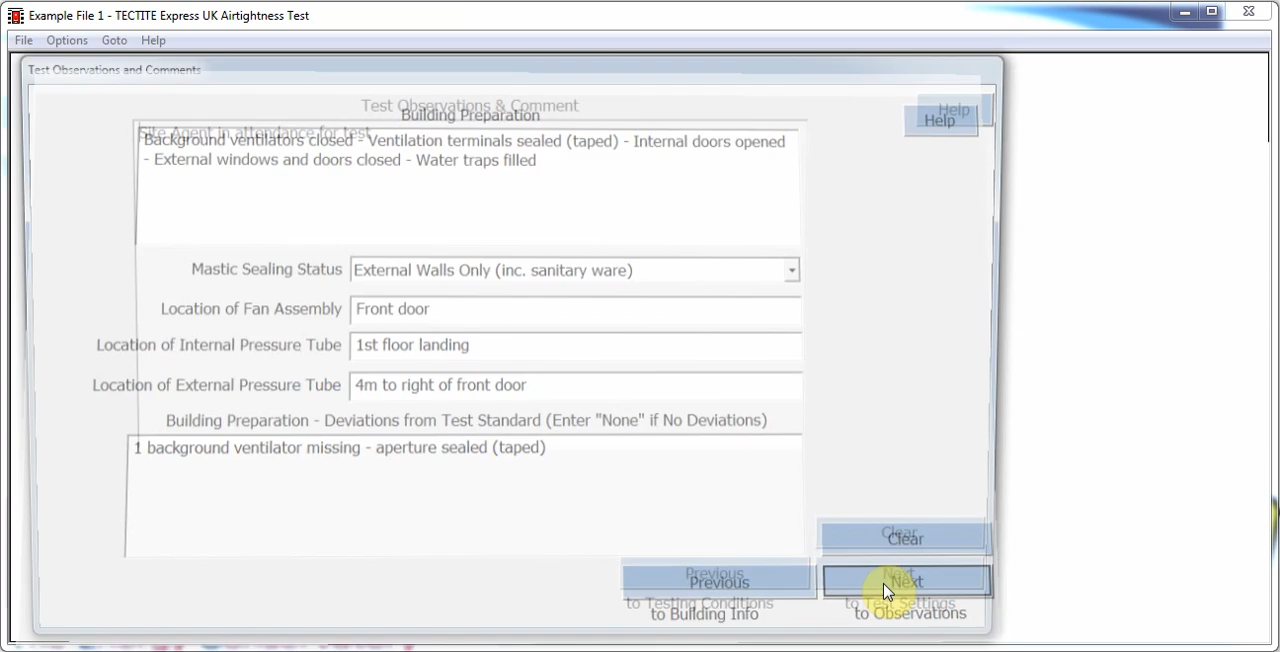 Example File 1 - TECTITE Express UK Airtightness Test
File Options Goto Help
Test Observations and Comments
Test Observations & Comment
Building Preparation
Help
Help
Site Agent in attendance for test
Background ventilators closed - Ventilation terminals sealed (taped) - Internal doors opened
- External windows and doors closed - Water traps filled
Mastic Sealing Status External Walls Only (inc. sanitary ware)
Location of Fan Assembly Front door
Location of Internal Pressure Tube 1st floor landing
Location of External Pressure Tube 4m to right of front door
Building Preparation - Deviations from Test Standard (Enter "None" if No Deviations)
1 background ventilator missing - aperture sealed (taped)
Clear
Clear
Previous Next
Previous Next
to Testing Conditions to Test Settings
to Building Info to Observations